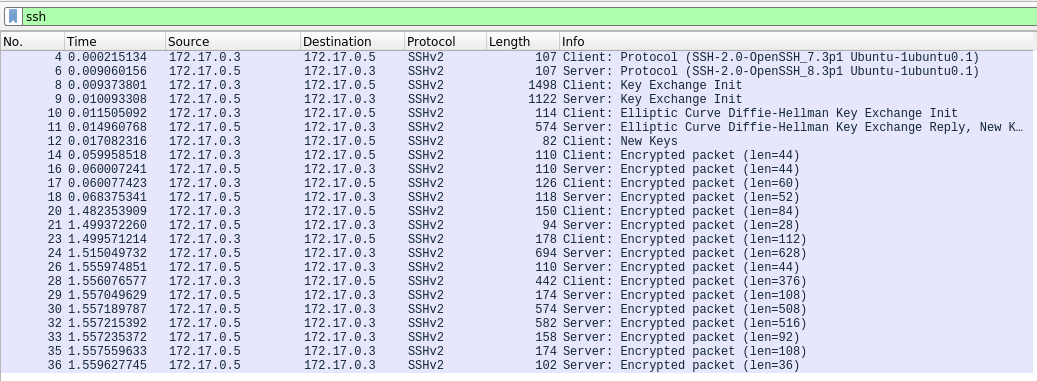 ssh
No. Time Source Destination Protocol Length Info
4 0.000215134 172.17.0.3 172.17.0.5 SSHv2 107 Client: Protocol (SSH-2.0-OpenSSH_7.3p1 Ubuntu-1ubuntu0.1)
6 0.009060156 172.17.0.5 172.17.0.3 SSHv2 107 Server: Protocol (SSH-2.0-OpenSSH_8.3p1 Ubuntu-1ubuntu0.1)
8 0.009373801 172.17.0.3 172.17.0.5 SSHv2 1498 Client: Key Exchange Init
9 0.010093308 172.17.0.5 172.17.0.3 SSHv2 1122 Server: Key Exchange Init
10 0.011505092 172.17.0.3 172.17.0.5 SSHv2 114 Client: Elliptic Curve Diffie-Hellman Key Exchange Init
11 0.014960768 172.17.0.5 172.17.0.3 SSHv2 574 Server: Elliptic Curve Diffie-Hellman Key Exchange Reply, New K…
12 0.017082316 172.17.0.3 172.17.0.5 SSHv2 82 Client: New Keys
14 0.059958518 172.17.0.3 172.17.0.5 SSHv2 110 Client: Encrypted packet (len=44)
16 0.060007241 172.17.0.5 172.17.0.3 SSHv2 110 Server: Encrypted packet (len=44)
17 0.060077423 172.17.0.3 172.17.0.5 SSHv2 126 Client: Encrypted packet (len=60)
18 0.068375341 172.17.0.5 172.17.0.3 SSHv2 118 Server: Encrypted packet (len=52)
20 1.482353909 172.17.0.3 172.17.0.5 SSHv2 150 Client: Encrypted packet (len=84)
21 1.499372260 172.17.0.5 172.17.0.3 SSHv2 94 Server: Encrypted packet (len=28)
23 1.499571214 172.17.0.3 172.17.0.5 SSHv2 178 Client: Encrypted packet (len=112)
24 1.515049732 172.17.0.5 172.17.0.3 SSHv2 694 Server: Encrypted packet (len=628)
26 1.555974851 172.17.0.5 172.17.0.3 SSHv2 110 Server: Encrypted packet (len=44)
28 1.556076577 172.17.0.3 172.17.0.5 SSHv2 442 Client: Encrypted packet (len=376)
29 1.557049629 172.17.0.5 172.17.0.3 SSHv2 174 Server: Encrypted packet (len=108)
30 1.557189787 172.17.0.5 172.17.0.3 SSHv2 574 Server: Encrypted packet (len=508)
32 1.557215392 172.17.0.5 172.17.0.3 SSHv2 582 Server: Encrypted packet (len=516)
33 1.557235372 172.17.0.5 172.17.0.3 SSHv2 158 Server: Encrypted packet (len=92)
35 1.557559633 172.17.0.5 172.17.0.3 SSHv2 174 Server: Encrypted packet (len=108)
36 1.559627745 172.17.0.5 172.17.0.3 SSHv2 102 Server: Encrypted packet (len=36)